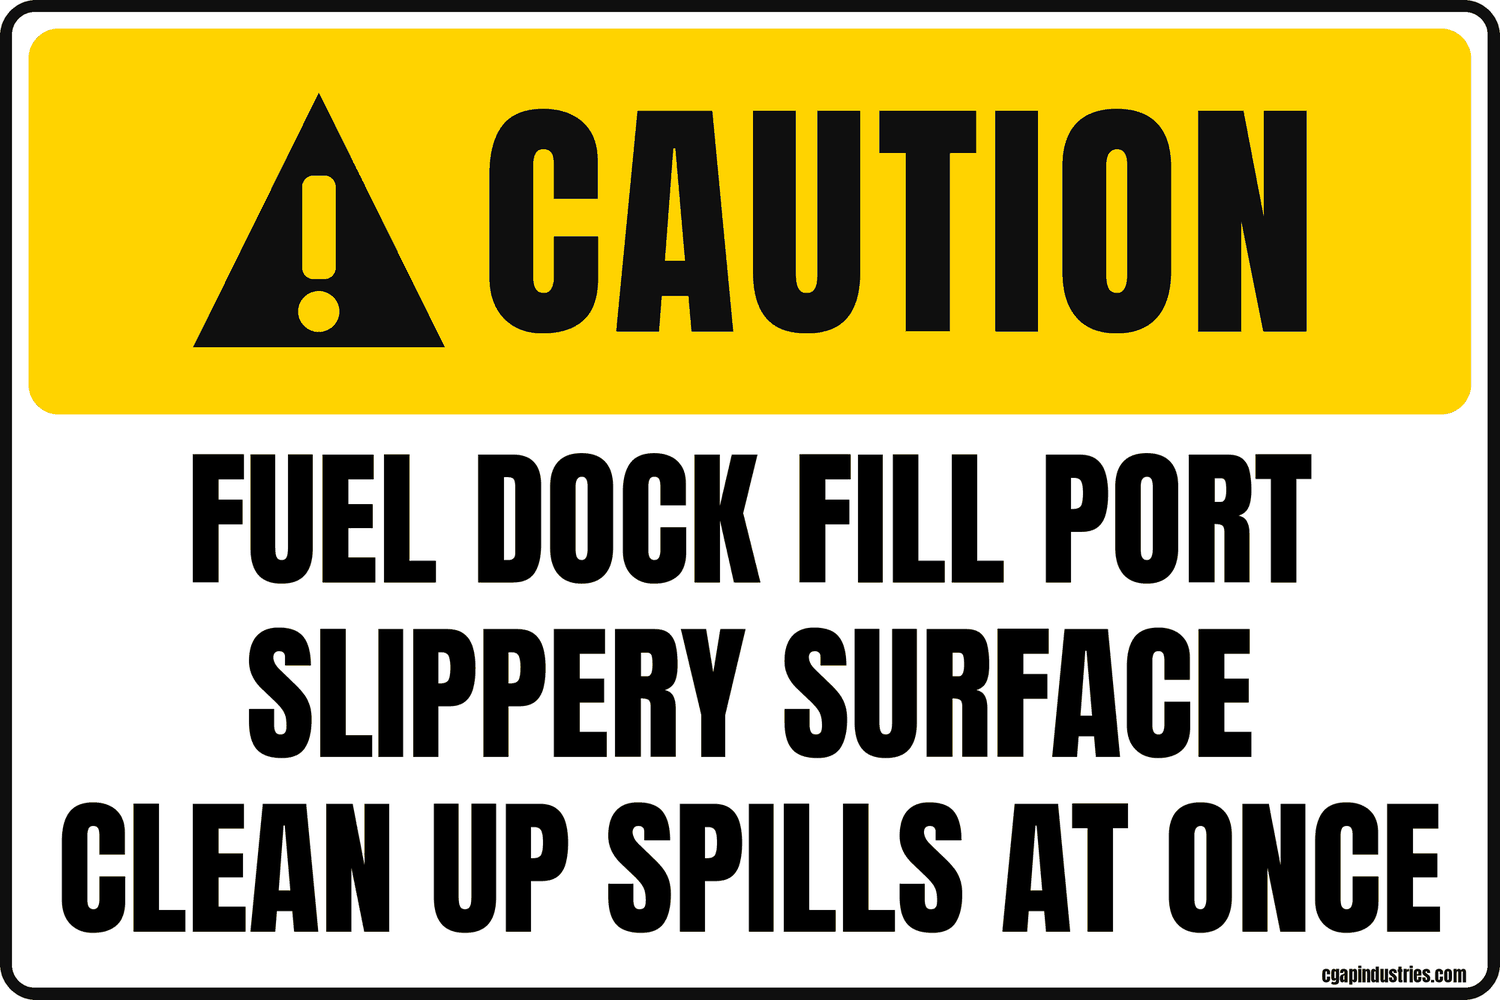 CAUTION
FUEL DOCK FILL PORT
SLIPPERY SURFACE
CLEAN UP SPILLS AT ONCE
cgapindustries.com